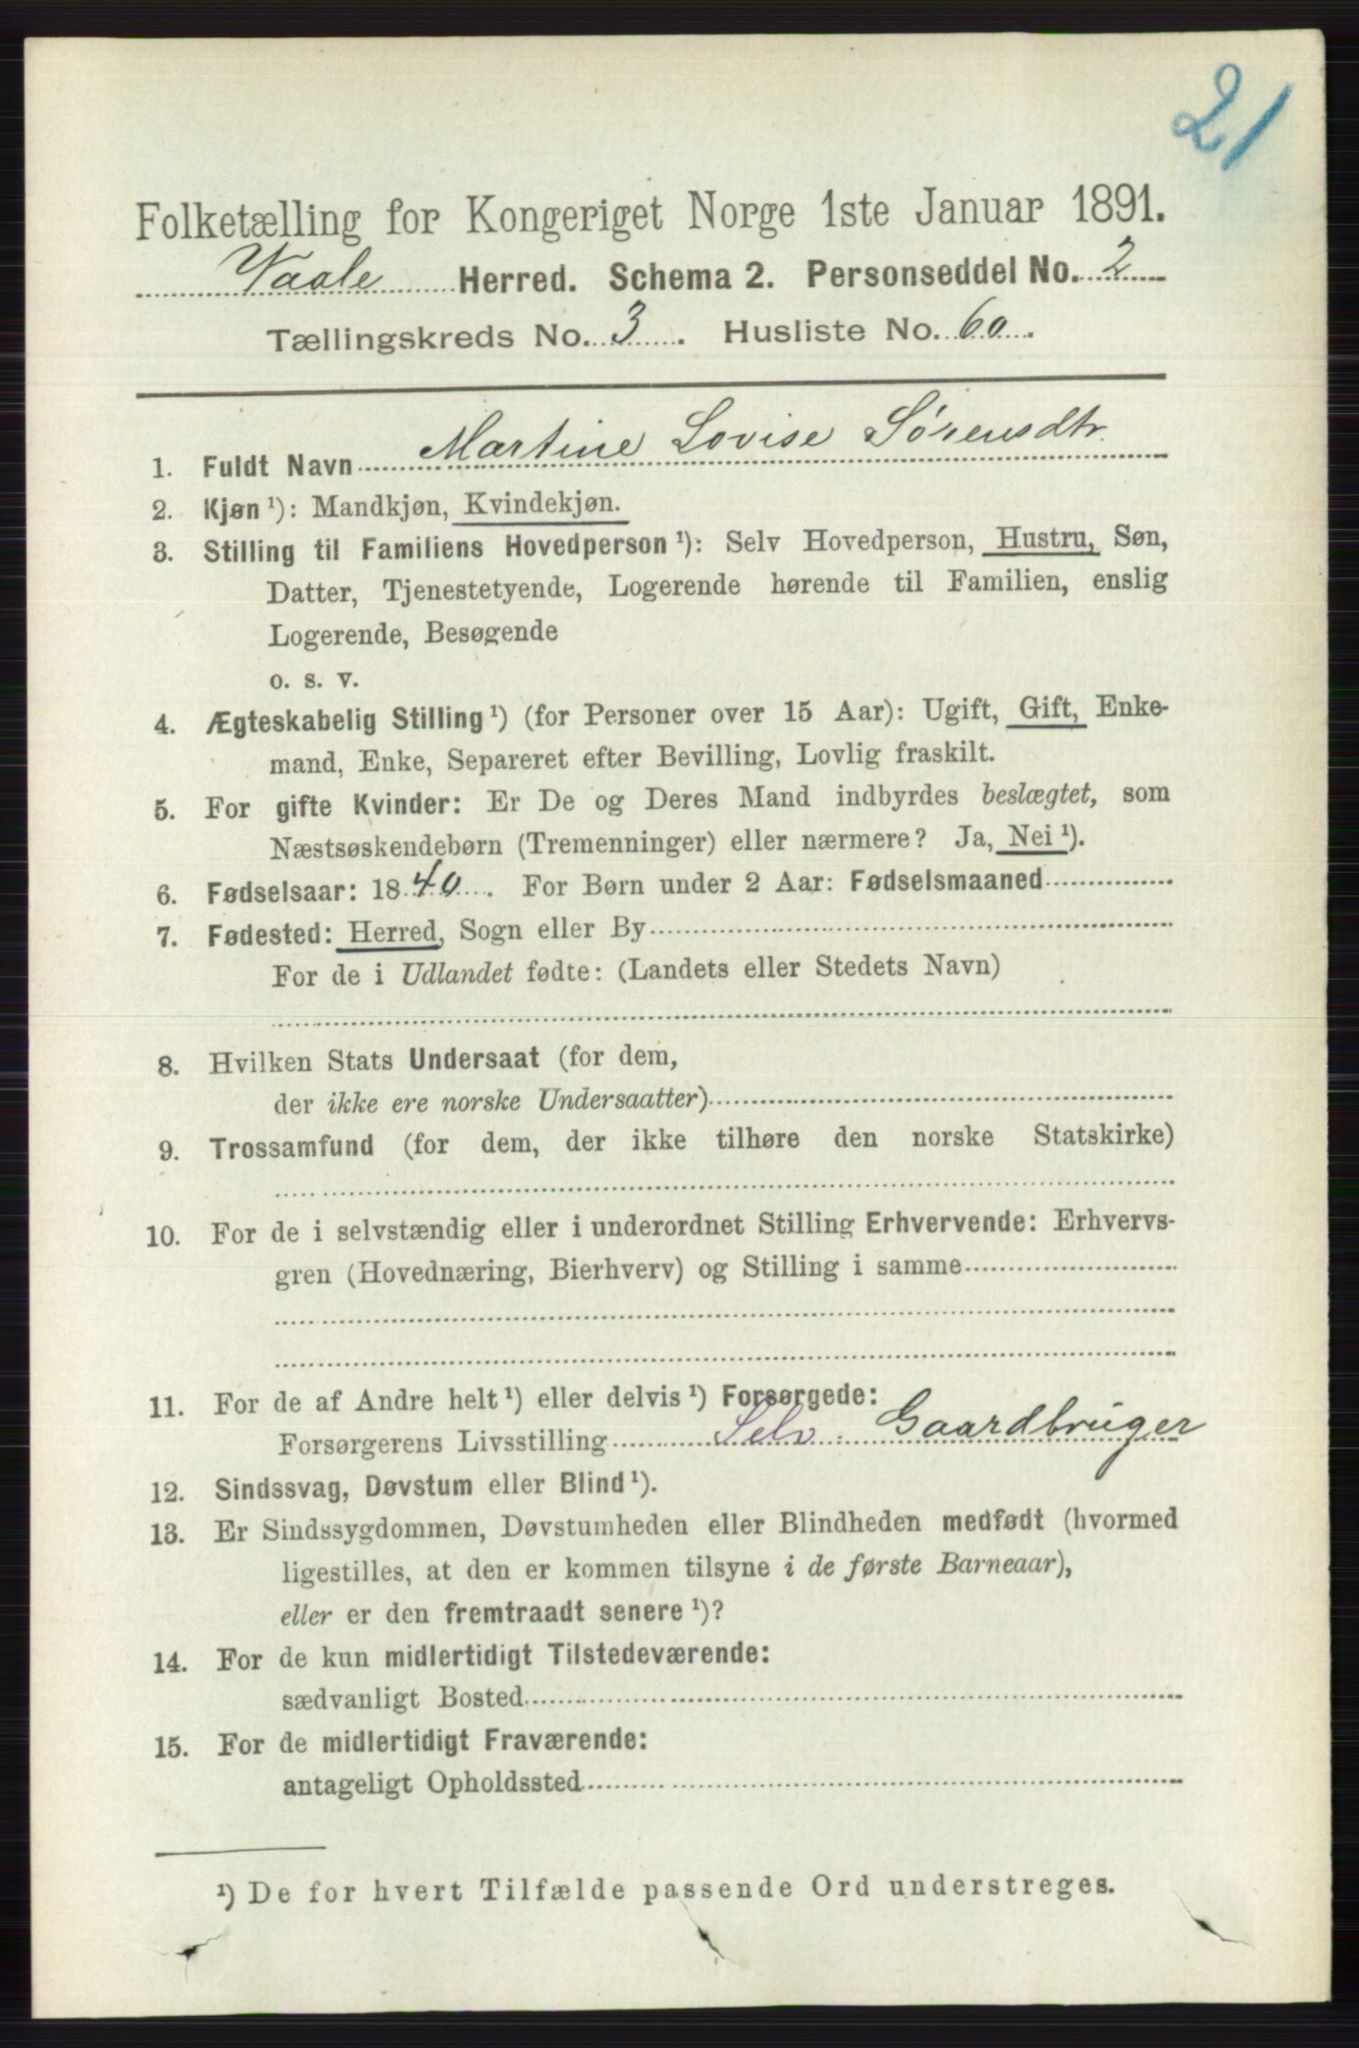 21
Folketælling for Kongeriget Norge 1ste Januar 1891.
Vaale Herred. Schema 2. Personseddel No. 2
Tællingskreds No. 3. Husliste No. 60.
1. Fuldt Navn Martine Lovise Sørensdtr.
2. Kjøn¹): Mandkjøn, Kvindekjøn.
3. Stilling til Familiens Hovedperson¹): Selv Hovedperson, Hustru, Søn,
Datter, Tjenestetyende, Logerende hørende til Familien, enslig
Logerende, Besøgende
o. s. v.
4. Ægteskabelig Stilling¹) (for Personer over 15 Aar): Ugift, Gift, Enke-
mand, Enke, Separeret efter Bevilling, Lovlig fraskilt.
5. For gifte Kvinder: Er De og Deres Mand indbyrdes beslægtet, som
Næstsøskendebørn (Tremenninger) eller nærmere? Ja, Nei¹).
6. Fødselsaar: 1840. For Børn under 2 Aar: Fødselsmaaned
7. Fødested: Herred, Sogn eller By
For de i Udlandet fødte: (Landets eller Stedets Navn)
8. Hvilken Stats Undersaat (for dem,
der ikke ere norske Undersaatter)
9. Trossamfund (for dem, der ikke tilhøre den norske Statskirke)
10. For de i selvstændig eller i underordnet Stilling Erhvervende: Erhvervs-
gren (Hovednæring, Bierhverv) og Stilling i samme
11. For de af Andre helt¹) eller delvis¹) Forsørgede:
Forsørgerens Livsstilling Selv. Gaardbruger
12. Sindssvag, Døvstum eller Blind¹).
13. Er Sindssygdommen, Døvstumheden eller Blindheden medfødt (hvormed
ligestilles, at den er kommen tilsyne i de første Barneaar),
eller er den fremtraadt senere¹)?
14. For de kun midlertidigt Tilstedeværende:
sædvanligt Bosted
15. For de midlertidigt Fraværende:
antageligt Opholdssted
¹) De for hvert Tilfælde passende Ord understreges.